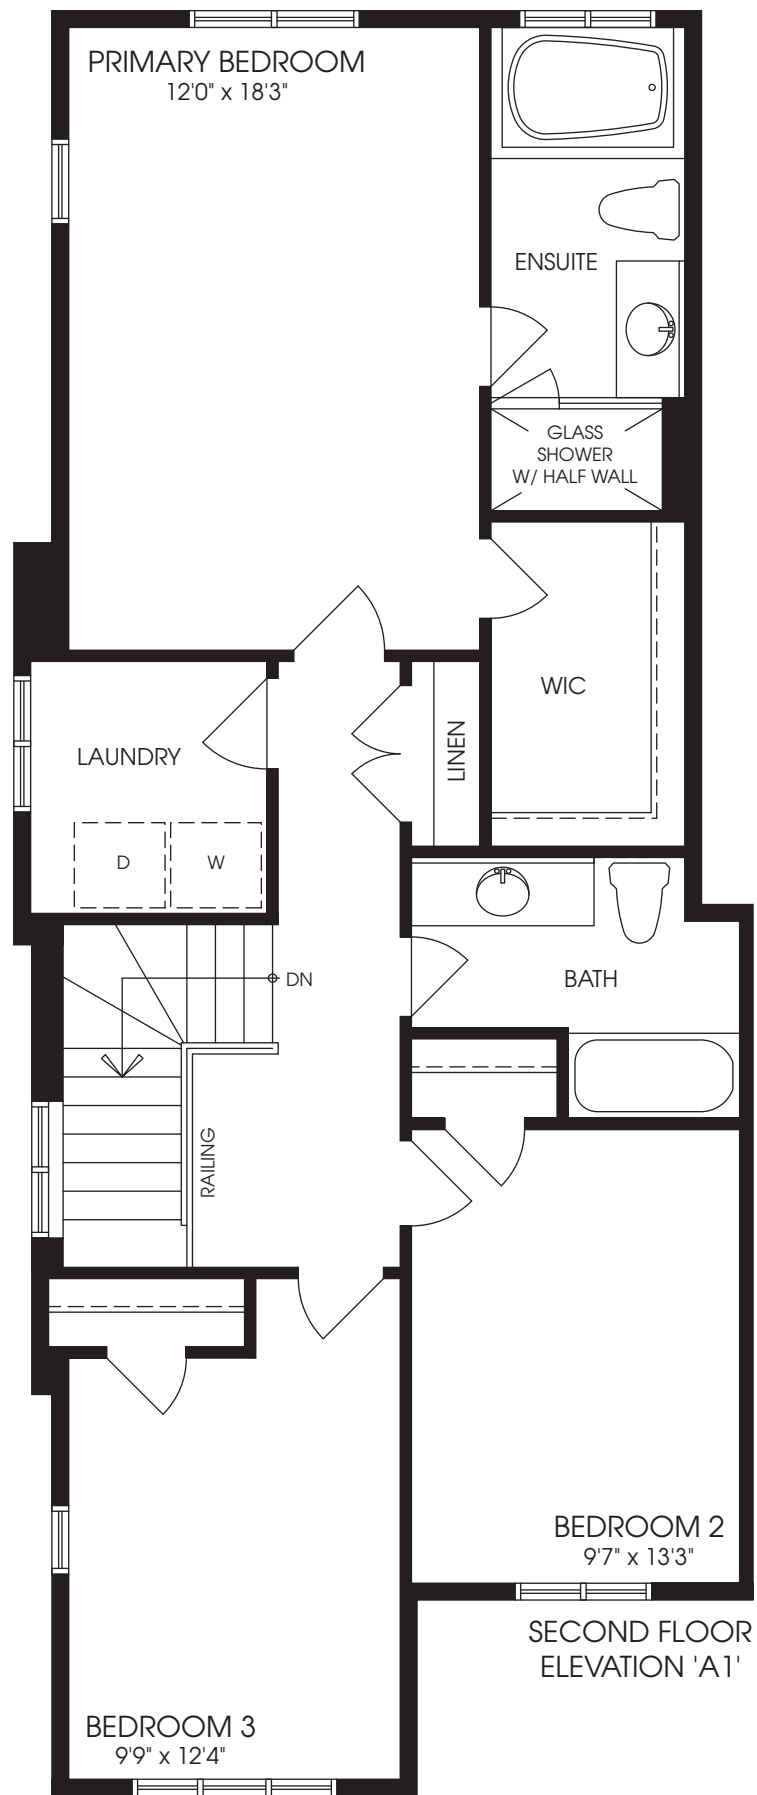 PRIMARY BEDROOM
12'0" x 18'3"
ENSUITE
GLASS
SHOWER
W/ HALF WALL
WIC
LINEN
LAUNDRY
D
W
DN
BATH
RAILING
BEDROOM 2
9'7" x 13'3"
SECOND FLOOR
ELEVATION 'A1'
BEDROOM 3
9'9" x 12'4"